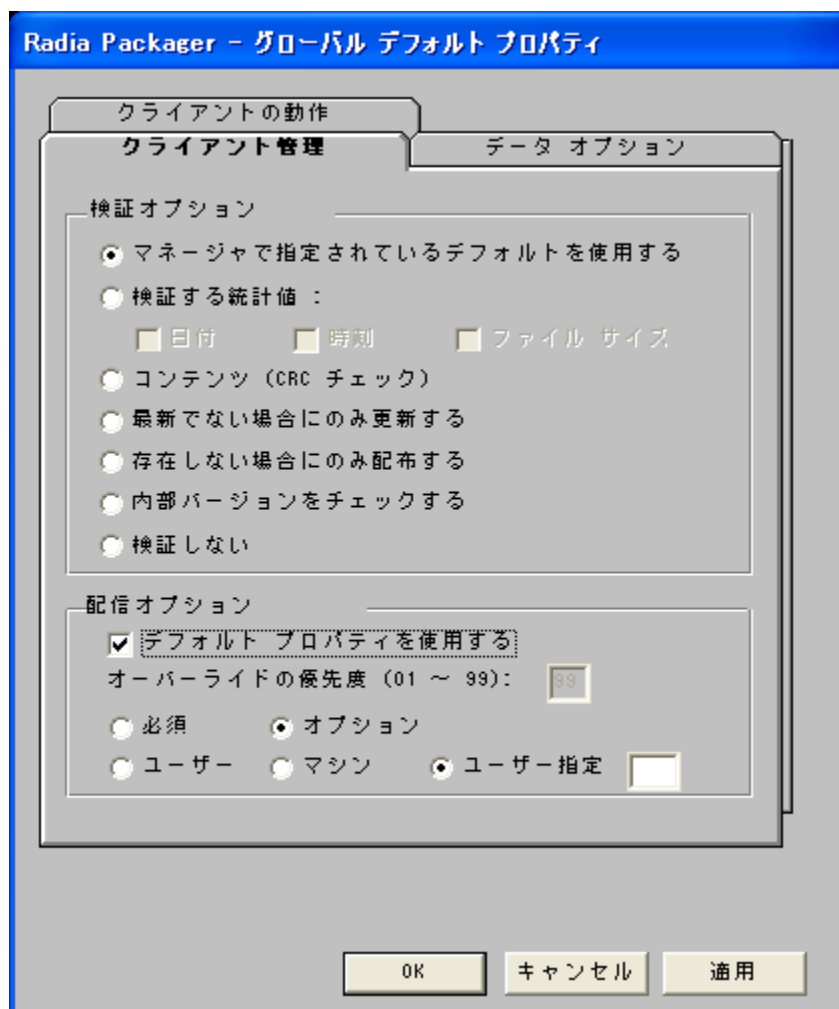 Radia Packager - グローバル デフォルト プロパティ
クライアントの動作
クライアント管理 データ オプション
検証オプション
マネージャで指定されているデフォルトを使用する
検証する統計値 :
日付 時刻 ファイル サイズ
コンテンツ (CRC チェック)
最新でない場合にのみ更新する
存在しない場合にのみ配布する
内部バージョンをチェックする
検証しない
配信オプション
デフォルト プロパティを使用する
オーバーライドの優先度 (01 ~ 99): 99
必須 オプション
ユーザー マシン ユーザー指定
OK キャンセル 適用